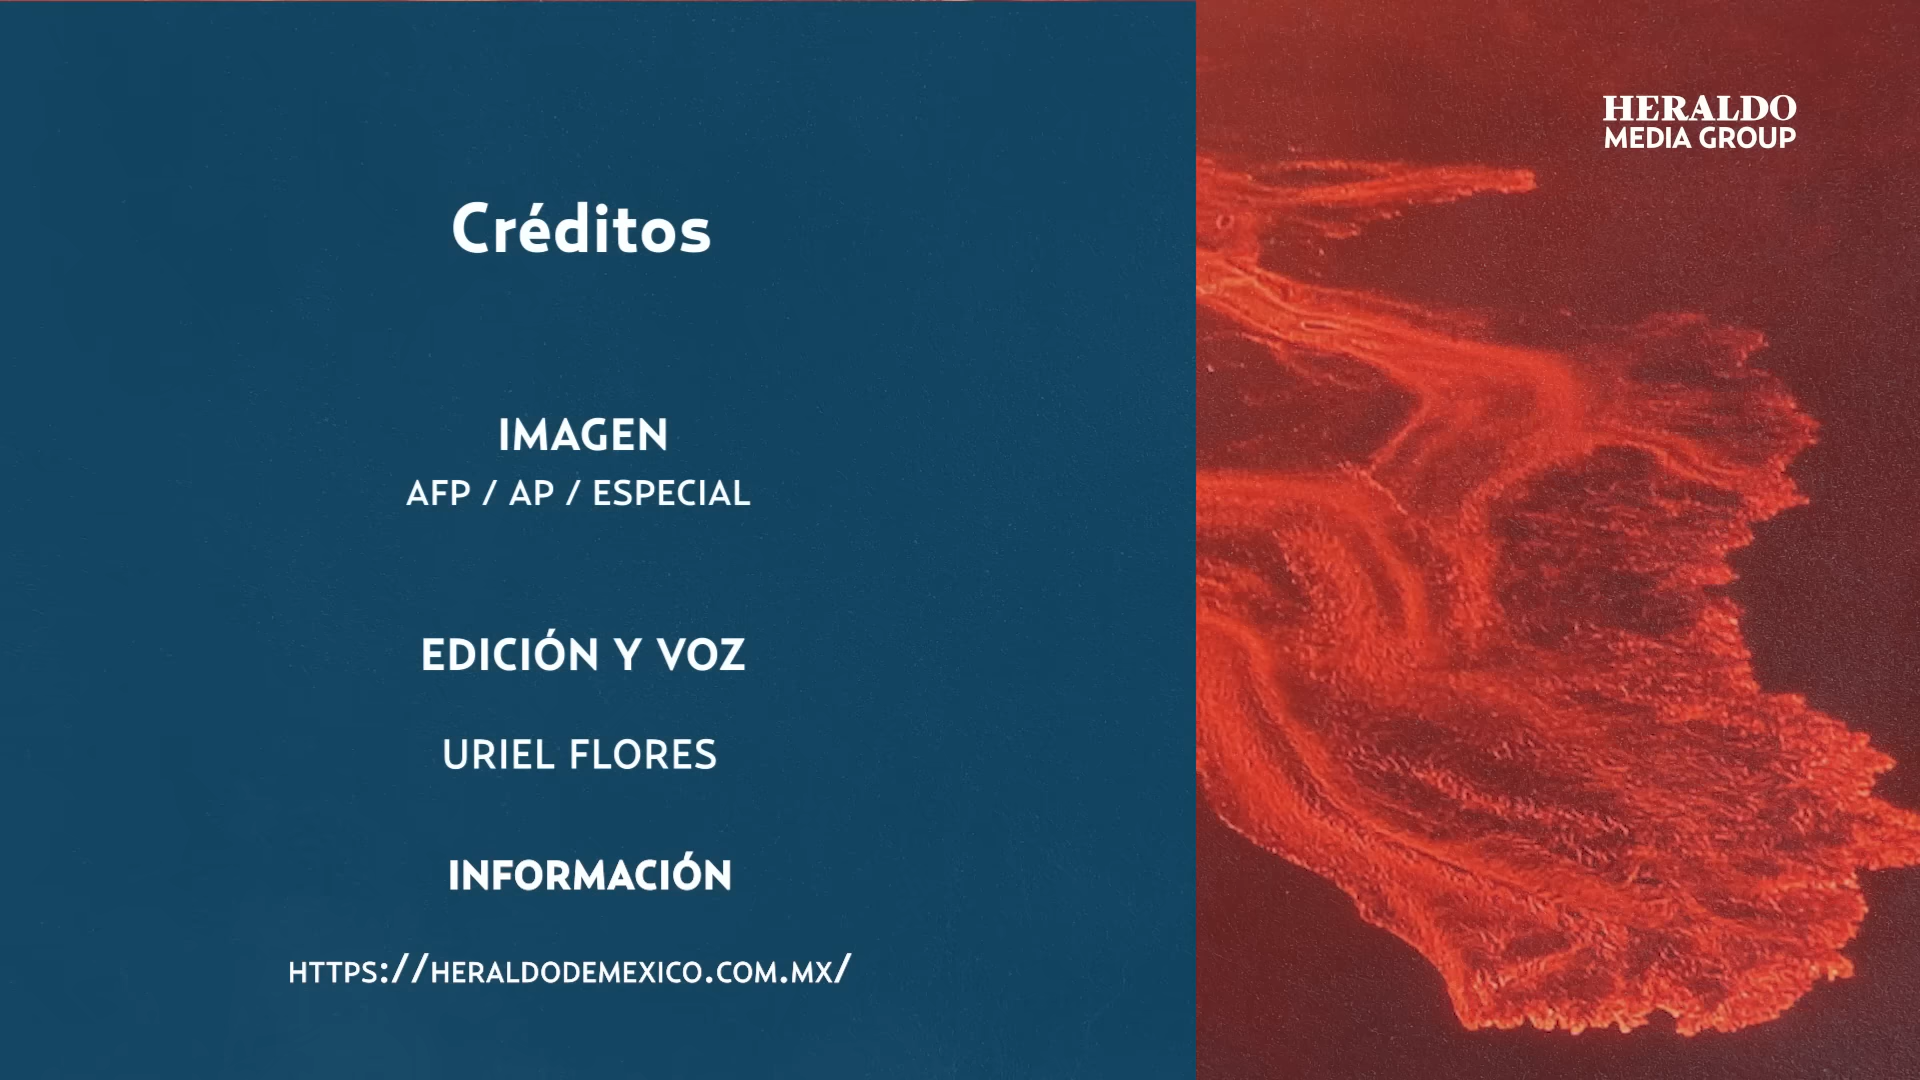 Créditos
IMAGEN
AFP / AP / ESPECIAL
EDICIÓN Y VOZ
URIEL FLORES
INFORMACIÓN
HTTPS://HERALDODEMEXICO.COM.MX/
HERALDO
MEDIA GROUP